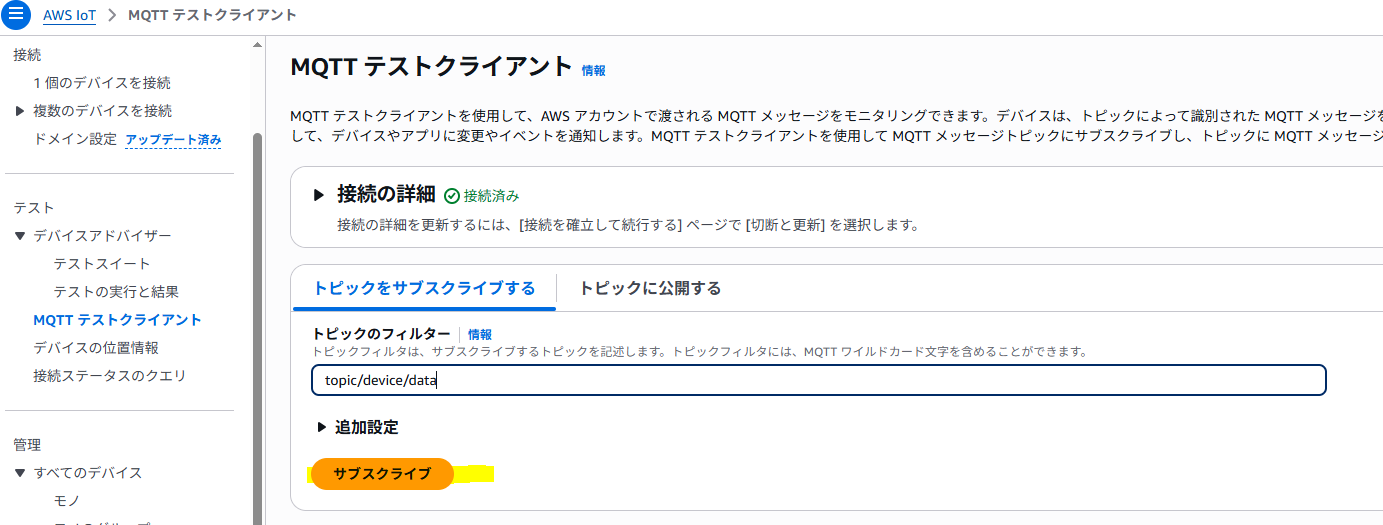 AWS IoT > MQTT テストクライアント
接続
1 個のデバイスを接続
複数のデバイスを接続
ドメイン設定 アップデート済み
テスト
デバイスアドバイザー
テストスイート
テストの実行と結果
MQTT テストクライアント
デバイスの位置情報
接続ステータスのクエリ
管理
すべてのデバイス
モノ
MQTT テストクライアント 情報
MQTT テストクライアントを使用して、AWS アカウントで渡される MQTT メッセージをモニタリングできます。デバイスは、トピックによって識別された MQTT メッセージを
して、デバイスやアプリに変更やイベントを通知します。MQTT テストクライアントを使用して MQTT メッセージトピックにサブスクライブし、トピックに MQTT メッセージ
接続の詳細 接続済み
接続の詳細を更新するには、[接続を確立して続行する] ページで [切断と更新] を選択します。
トピックをサブスクライブする トピックに公開する
トピックのフィルター 情報
トピックフィルタは、サブスクライブするトピックを記述します。トピックフィルタには、MQTT ワイルドカード文字を含めることができます。
topic/device/data
追加設定
サブスクライブ